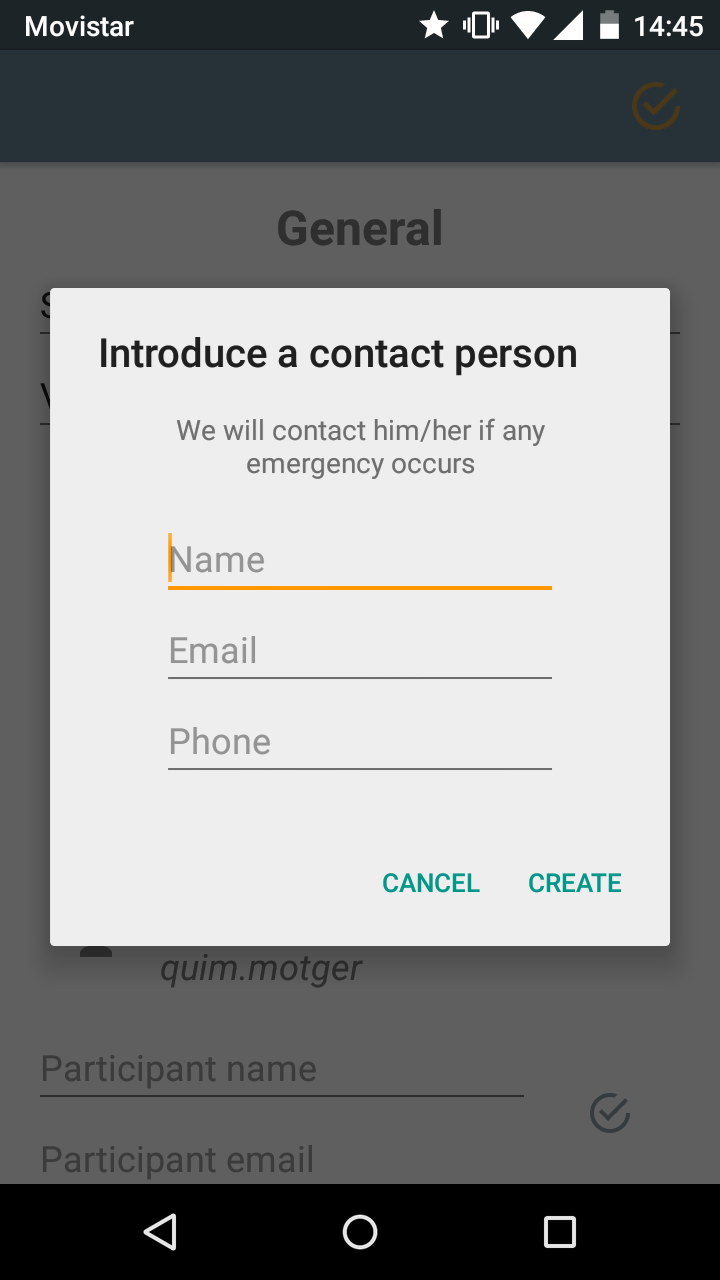 Movistar
14:45
General
Introduce a contact person
We will contact him/her if any
emergency occurs
Name
Email
Phone
CANCEL
CREATE
quim.motger
Participant name
Participant email